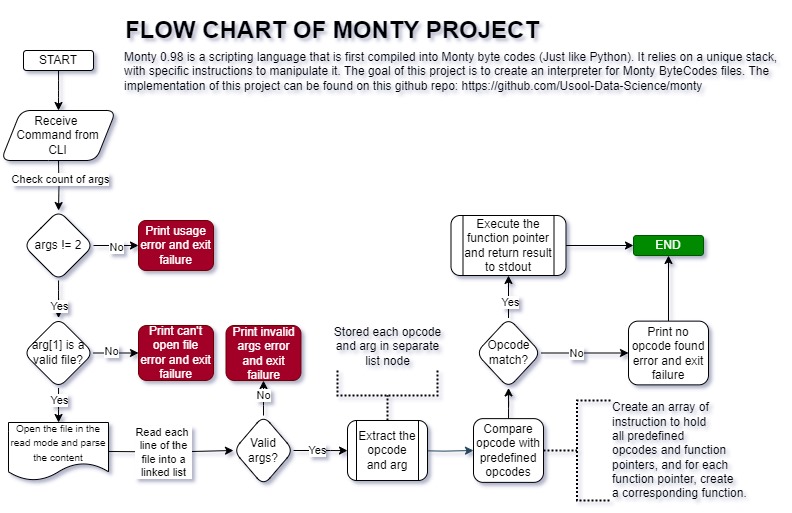 FLOW CHART OF MONTY PROJECT
Monty 0.98 is a scripting language that is first compiled into Monty byte codes (Just like Python). It relies on a unique stack,
with specific instructions to manipulate it. The goal of this project is to create an interpreter for Monty ByteCodes files. The
implementation of this project can be found on this github repo: https://github.com/Usool-Data-Science/monty
START
Receive
Command from
CLI
Check count of args
args != 2
No
Print usage
error and exit
failure
Yes
arg[1] is a
valid file?
No
Print can't
open file
error and exit
failure
Yes
Open the file in the
read mode and parse
the content
Read each
line of the
file into a
linked list
Valid
args?
No
Print invalid
args error
and exit
failure
Yes
Extract the
opcode
and arg
Stored each opcode
and arg in separate
list node
Compare
opcode with
predefined
opcodes
Create an array of
instruction to hold
all predefined
opcodes and function
pointers, and for each
function pointer, create
a corresponding function.
Opcode
match?
Yes
Execute the
function pointer
and return result
to stdout
No
Print no
opcode found
error and exit
failure
END